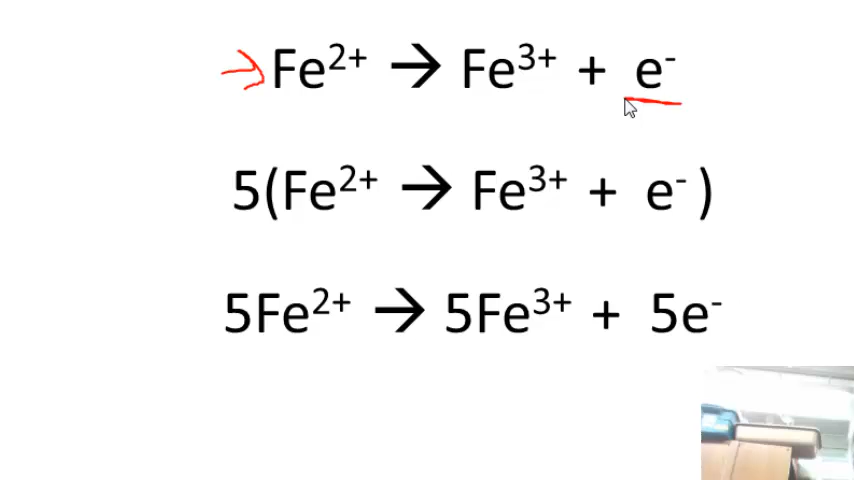 Fe²⁺ → Fe³⁺ + e⁻
5(Fe²⁺ → Fe³⁺ + e⁻ )
5Fe²⁺ → 5Fe³⁺ + 5e⁻